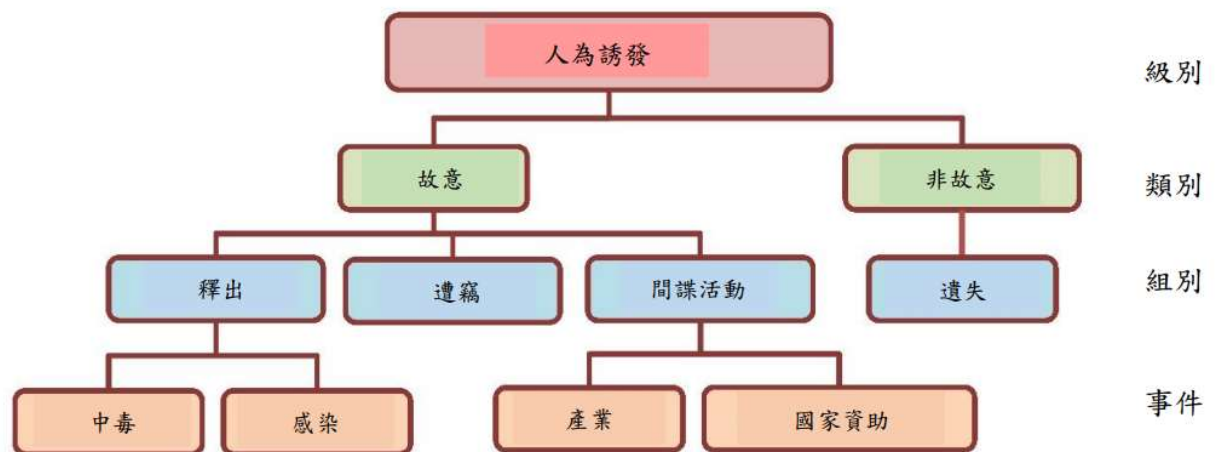 人為誘發
級別
故意
非故意
類別
釋出
遭竊
間諜活動
遺失
組別
中毒
感染
產業
國家資助
事件